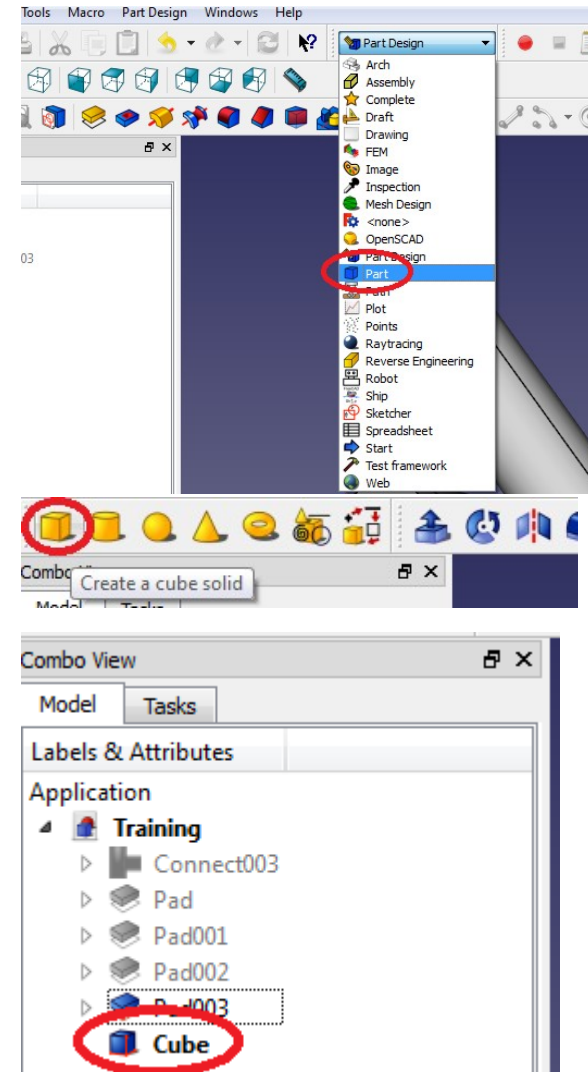 Tools Macro Part Design Windows Help
Part Design
Arch
Assembly
Complete
Draft
Drawing
FEM
Image
Inspection
Mesh Design
<none>
OpenSCAD
Part Design
Part
Path
Plot
Points
Raytracing
Reverse Engineering
Robot
Ship
Sketcher
Spreadsheet
Start
Test framework
Web
03
Create a cube solid
Combo View
Model Tasks
Labels & Attributes
Application
Training
Connect003
Pad
Pad001
Pad002
Pad003
Cube